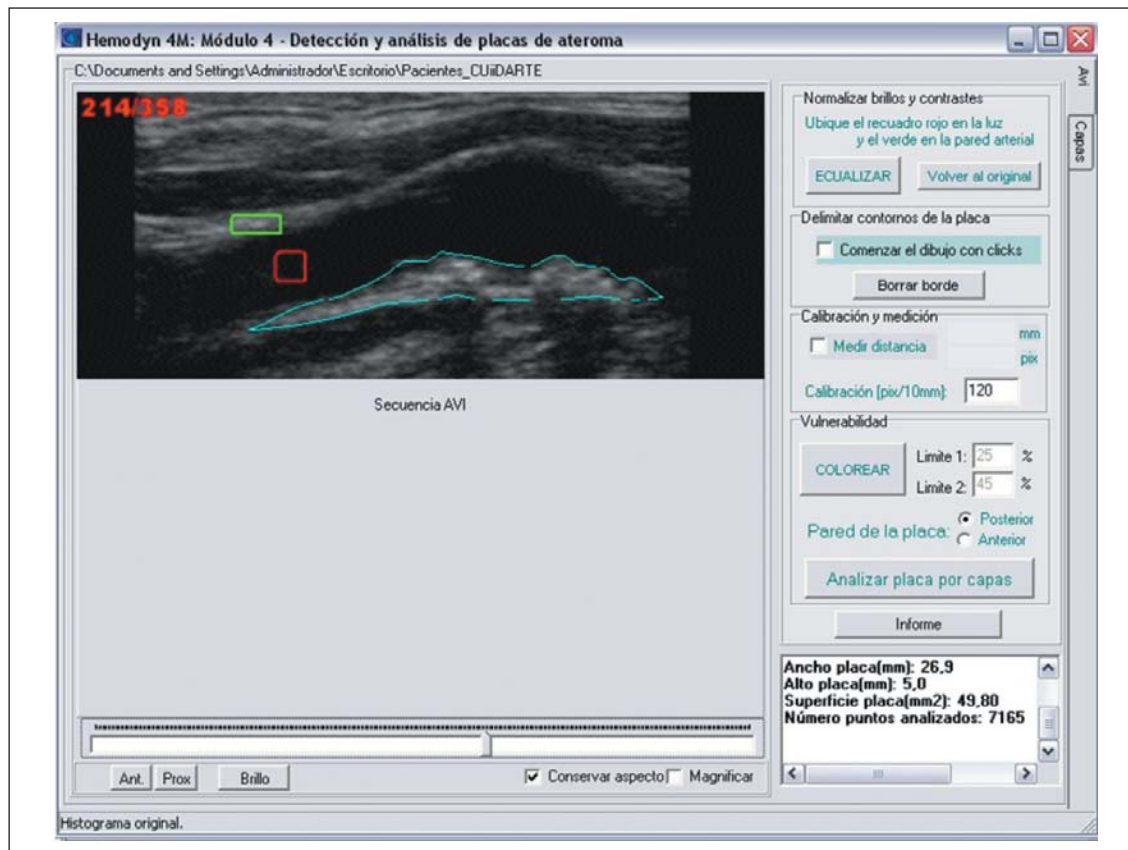 Hemodyn 4M: Módulo 4 - Detección y análisis de placas de ateroma
C:\Documents and Settings\Administrador\Escritorio\Pacientes_CUiiDARTE
214/358
Secuencia AVI
Ant.
Prox
Brillo
Conservar aspecto
Magnificar
Avi
Capas
Normalizar brillos y contrastes
Ubique el recuadro rojo en la luz
y el verde en la pared arterial
ECUALIZAR
Volver al original
Delimitar contornos de la placa
Comenzar el dibujo con clicks
Borrar borde
Calibración y medición
Medir distancia
mm
pix
Calibración [pix/10mm]: 120
Vulnerabilidad
COLOREAR
Limite 1: 25 %
Limite 2: 45 %
Pared de la placa:
Posterior
Anterior
Analizar placa por capas
Informe
Ancho placa(mm): 26,9
Alto placa(mm): 5,0
Superficie placa(mm2): 49,80
Número puntos analizados: 7165
Histograma original.